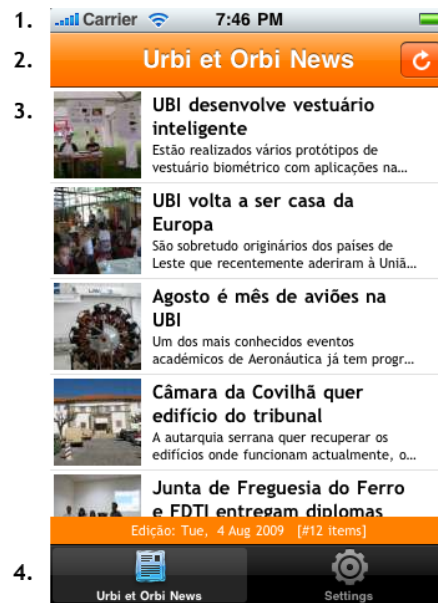 1.
Carrier 7:46 PM
2.
Urbi et Orbi News
3.
UBI desenvolve vestuário
inteligente
Estão realizados vários protótipos de
vestuário biométrico com aplicações na...
UBI volta a ser casa da
Europa
São sobretudo originários dos países de
Leste que recentemente aderiram à Uniã...
Agosto é mês de aviões na
UBI
Um dos mais conhecidos eventos
académicos de Aeronáutica já tem progr...
Câmara da Covilhã quer
edifício do tribunal
A autarquia serrana quer recuperar os
edifícios onde funcionam actualmente, o...
Junta de Freguesia do Ferro
e FDTI entregam diplomas
Edição: Tue, 4 Aug 2009 [#12 items]
4.
Urbi et Orbi News Settings